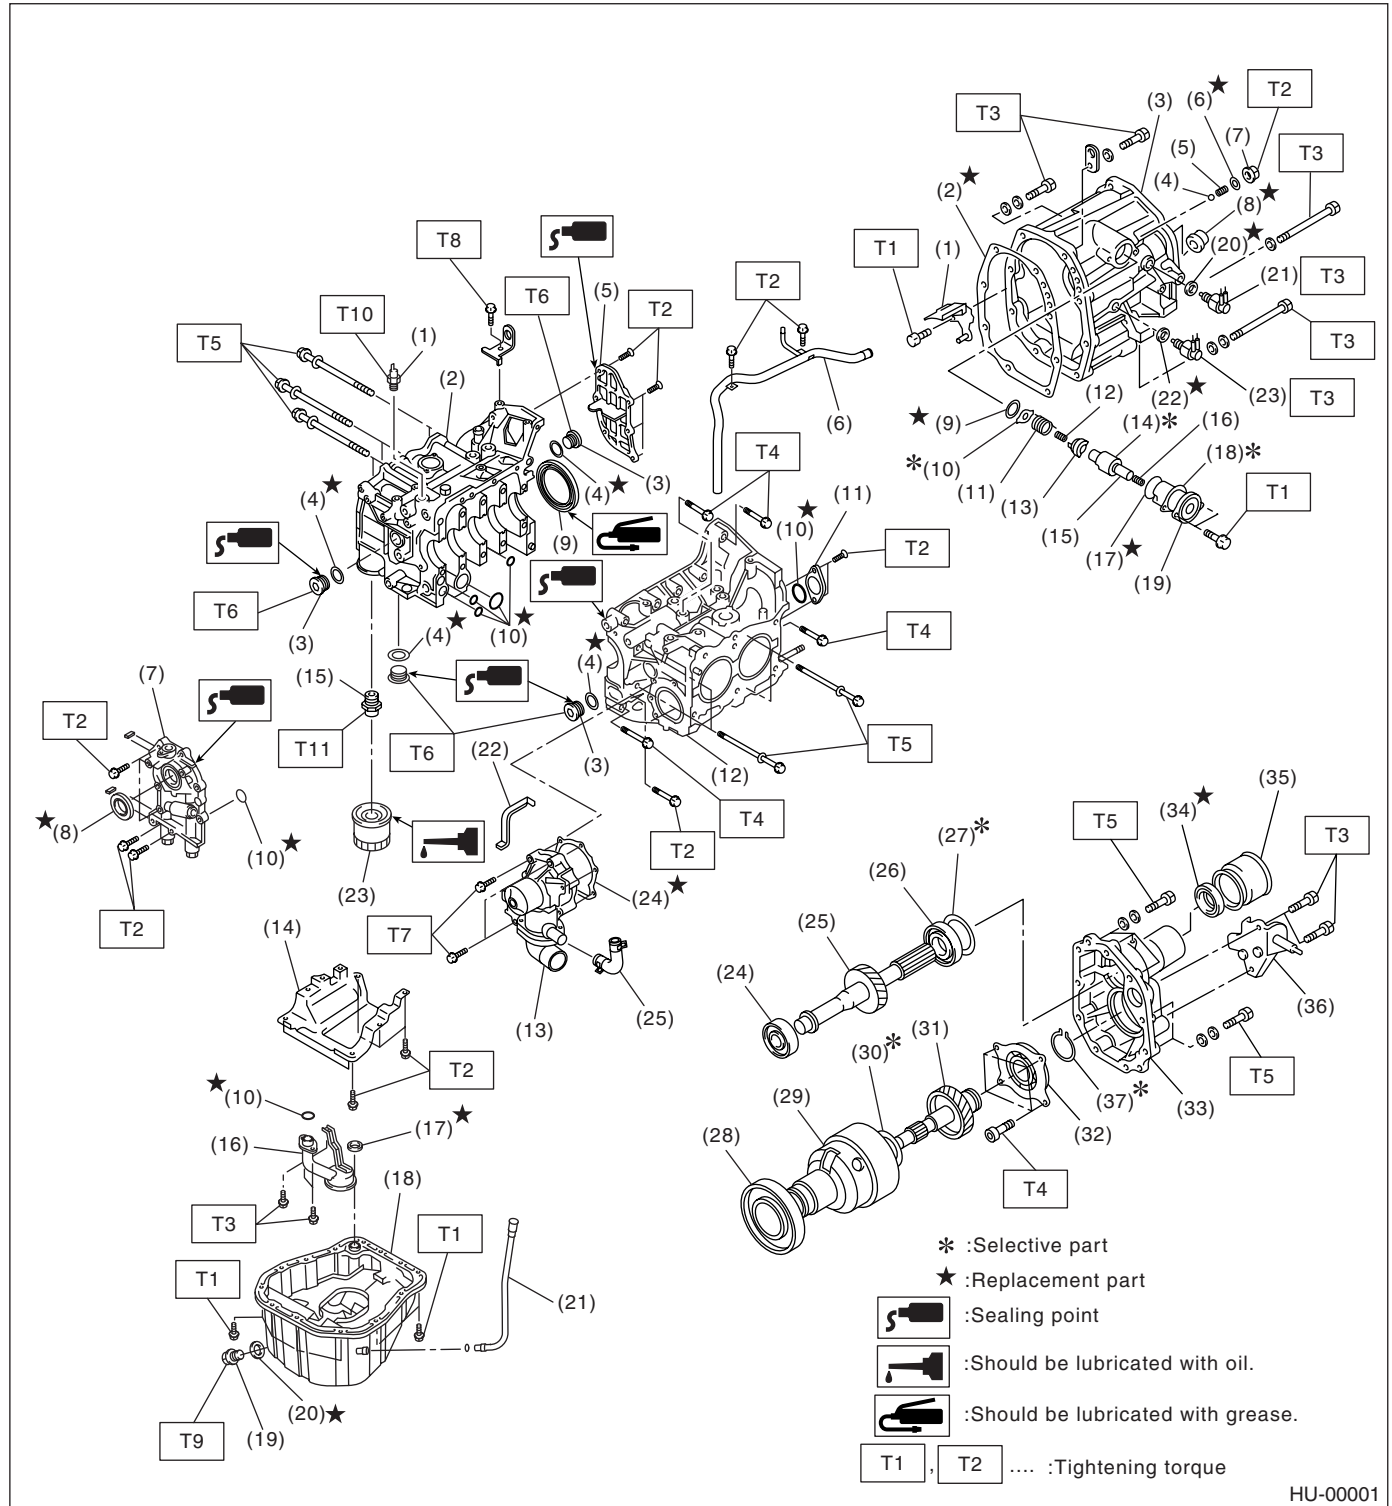 T3
(3)
(6)★
T2
(7)
(5)
(4)
T3
(2)★
(8)★
T8
T1
(1)
(20)★
(21)
T3
T6
(5)
T2
T2
T10
(1)
T5
(2)
T3
(22)★
(23)
T3
(12)
★(9)
(14)*
(16)
*(10)
(18)*
(6)
T4
(3)
(4)★
(4)★
(11)
(13)
(15)
(17)★
(19)
T1
(9)
(10)★
(11)
T2
T6
(3)
(4)★
(10)★
(4)★
T4
(7)
(15)
T2
T11
T6
(22)
(3)
(12)
T5
(35)
(34)★
T4
T5
T3
★(8)
(10)★
T2
(27)*
(23)
(24)★
(26)
T2
T7
(14)
(25)
(24)
(36)
(13)
(25)
(31)
(30)*
T5
T2
(37)*
(33)
★(10)
(29)
(32)
(17)★
(28)
(16)
(18)
T4
T3
T1
T1
(21)
(20)★
(19)
T9
* :Selective part
★ :Replacement part
:Sealing point
:Should be lubricated with oil.
:Should be lubricated with grease.
T1 , T2 .... :Tightening torque
HU-00001